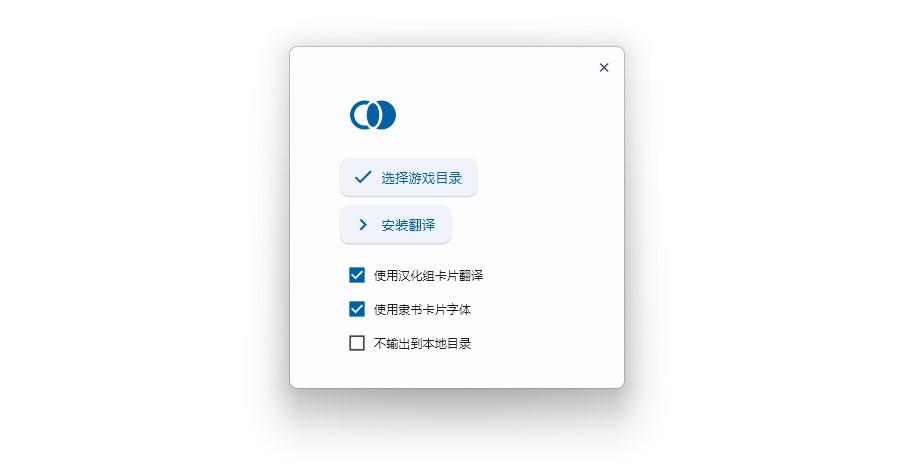 选择游戏目录
安装翻译
使用汉化组卡片翻译
使用隶书卡片字体
不输出到本地目录